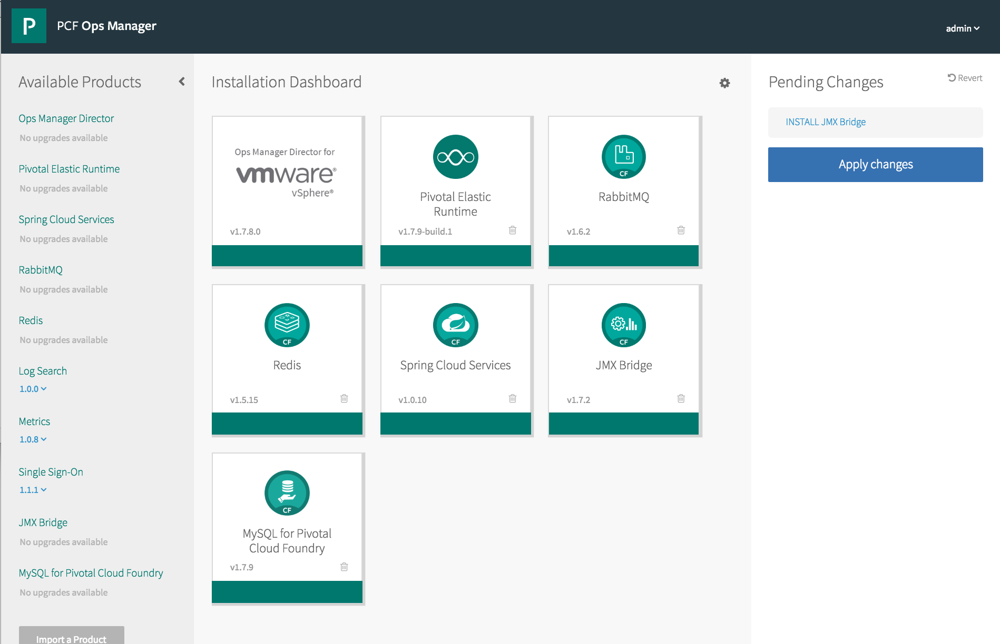 P
PCF Ops Manager
admin
Available Products
Ops Manager Director
No upgrades available
Pivotal Elastic Runtime
No upgrades available
Spring Cloud Services
No upgrades available
RabbitMQ
No upgrades available
Redis
No upgrades available
Log Search
1.0.0
Metrics
1.0.8
Single Sign-On
1.1.1
JMX Bridge
No upgrades available
MySQL for Pivotal Cloud Foundry
No upgrades available
Import a Product
Installation Dashboard
Ops Manager Director for
vmware®
vSphere®
v1.7.8.0
Pivotal Elastic
Runtime
v1.7.9-build.1
CF
RabbitMQ
v1.6.2
CF
Redis
v1.5.15
CF
Spring Cloud Services
v1.0.10
CF
JMX Bridge
v1.7.2
CF
MySQL for Pivotal
Cloud Foundry
v1.7.9
Pending Changes
Revert
INSTALL JMX Bridge
Apply changes